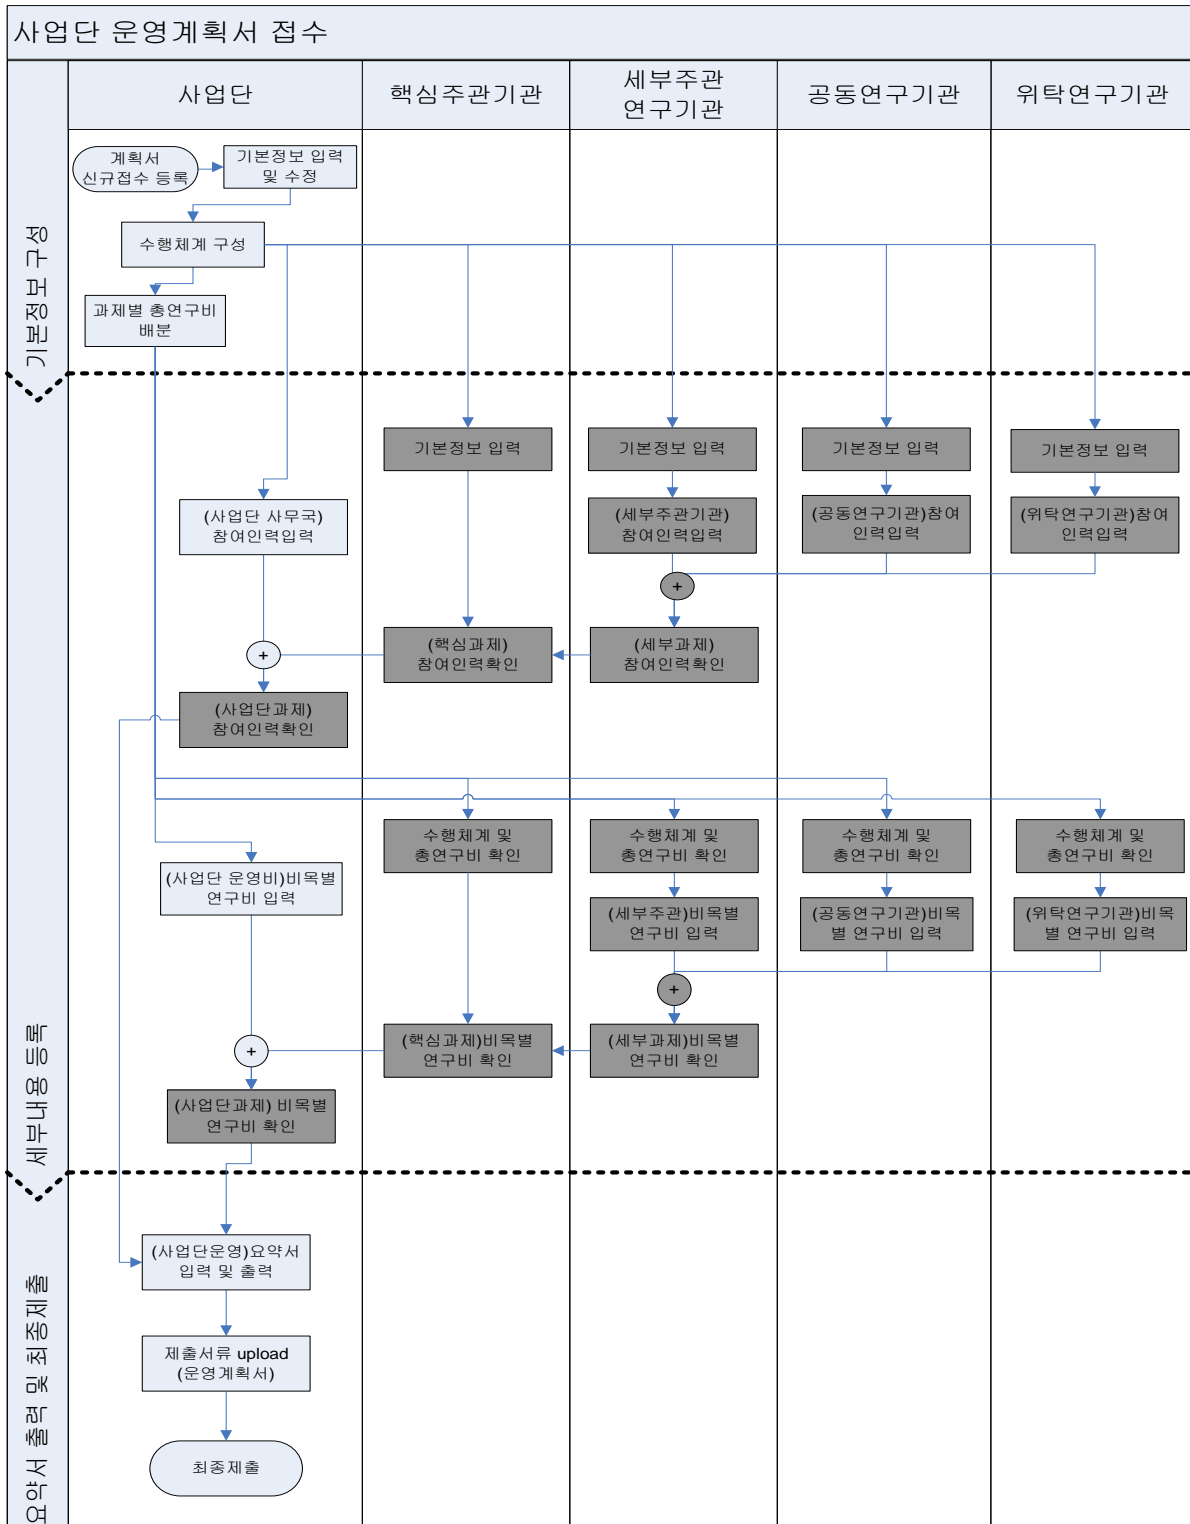 사업단 운영계획서 접수
사업단
핵심주관기관
세부주관
연구기관
공동연구기관
위탁연구기관
기본정보 구성
계획서
신규접수 등록
기본정보 입력
및 수정
수행체계 구성
과제별 총연구비
배분
세부내용 등록
기본정보 입력
기본정보 입력
기본정보 입력
기본정보 입력
(사업단 사무국)
참여인력입력
(세부주관기관)
참여인력입력
(공동연구기관)참여
인력입력
(위탁연구기관)참여
인력입력
+
(핵심과제)
참여인력확인
(세부과제)
참여인력확인
+
(사업단과제)
참여인력확인
수행체계 및
총연구비 확인
수행체계 및
총연구비 확인
수행체계 및
총연구비 확인
수행체계 및
총연구비 확인
(사업단 운영비)비목별
연구비 입력
(세부주관)비목별
연구비 입력
(공동연구기관)비목
별 연구비 입력
(위탁연구기관)비목
별 연구비 입력
+
(핵심과제)비목별
연구비 확인
(세부과제)비목별
연구비 확인
+
(사업단과제) 비목별
연구비 확인
요약서 출력 및 최종제출
(사업단운영)요약서
입력 및 출력
제출서류 upload
(운영계획서)
최종제출